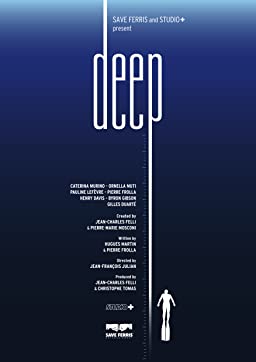 SAVE FERRIS and STUDIO+
present
deep
CATERINA MURINO · ORNELLA MUTI
PAULINE LEFÈVRE · PIERRE FROLLA
HENRY DAVIS · BYRON GIBSON
GILLES DUARTÉ
Created by
JEAN-CHARLES FELLI
& PIERRE MARIE MOSCONI
Written by
HUGUES MARTIN
& PIERRE FROLLA
Directed by
JEAN-FRANÇOIS JULIAN
Produced by
JEAN-CHARLES FELLI
& CHRISTOPHE TOMAS
STUDIO+
SAVE FERRIS